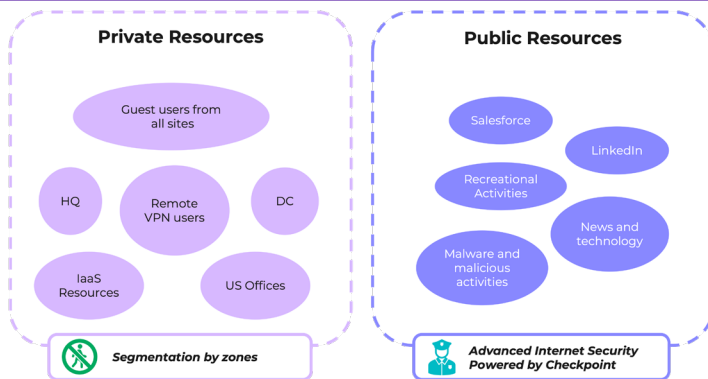 Private Resources
Guest users from
all sites
HQ
Remote
VPN users
DC
IaaS
Resources
US Offices
Segmentation by zones
Public Resources
Salesforce
LinkedIn
Recreational
Activities
News and
technology
Malware and
malicious
activities
Advanced Internet Security
Powered by Checkpoint